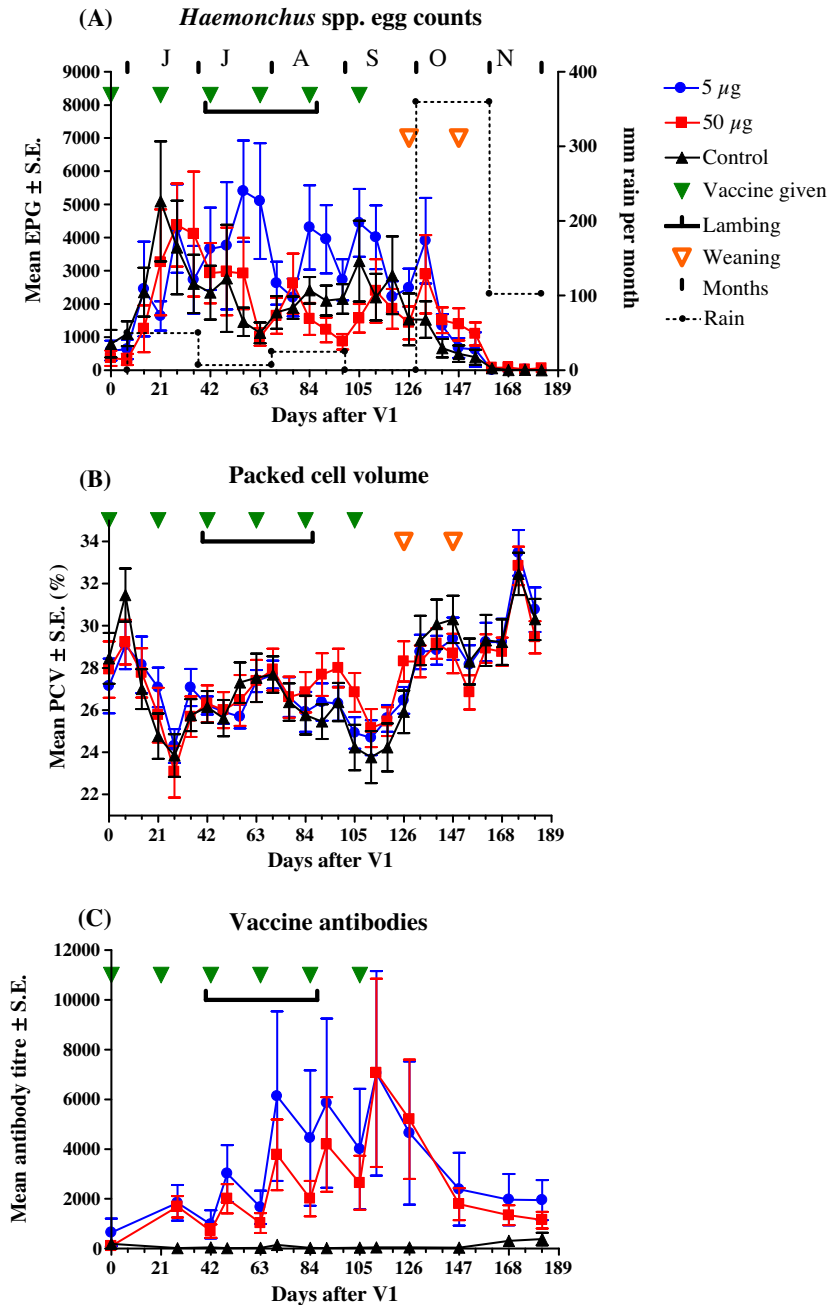 (A)
Haemonchus spp. egg counts
J J A S O N
9000 8000 7000 6000 5000 4000 3000 2000 1000 0
Mean EPG ± S.E.
400 300 200 100 0
mm rain per month
0 21 42 63 84 105 126 147 168 189
Days after V1
5 µg
50 µg
Control
Vaccine given
Lambing
Weaning
Months
Rain
(B)
Packed cell volume
34 32 30 28 26 24 22
Mean PCV ± S.E. (%)
0 21 42 63 84 105 126 147 168 189
Days after V1
(C)
Vaccine antibodies
12000 10000 8000 6000 4000 2000 0
Mean antibody titre ± S.E.
0 21 42 63 84 105 126 147 168 189
Days after V1